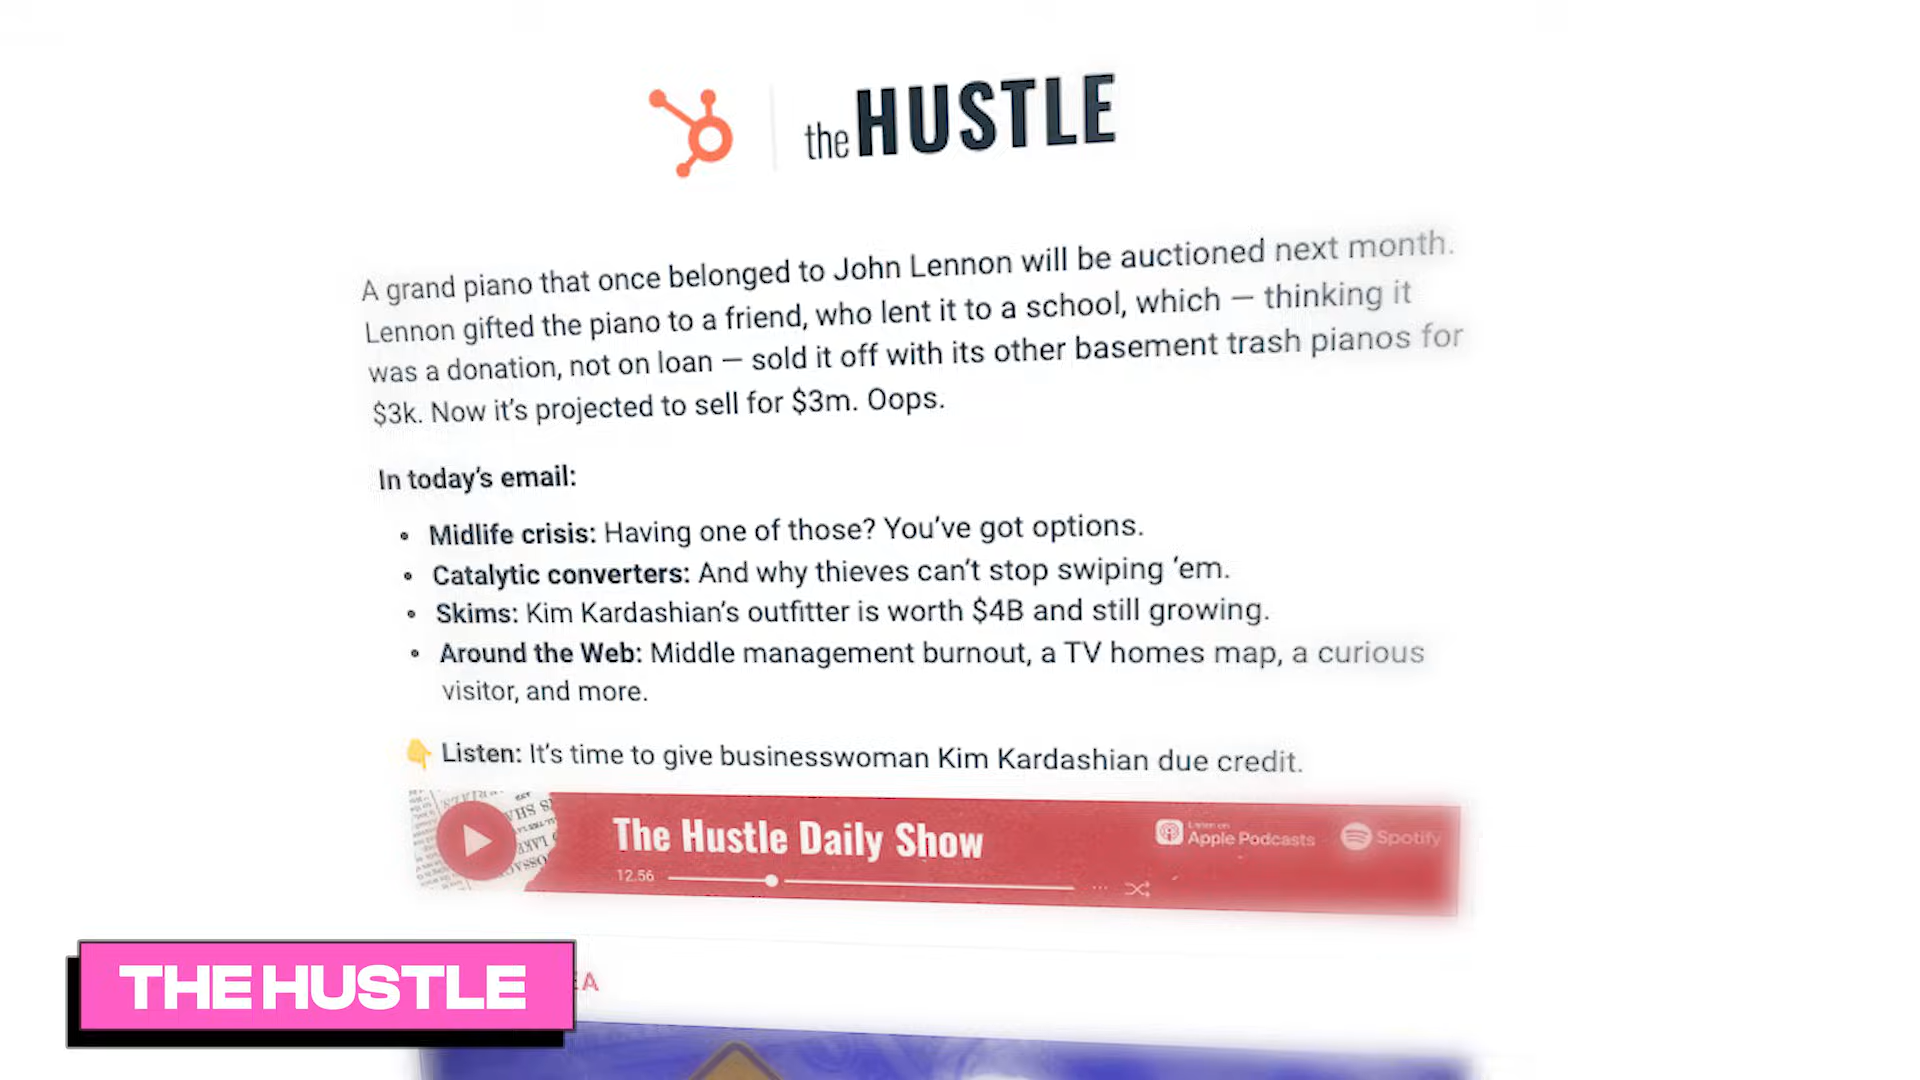 the HUSTLE
A grand piano that once belonged to John Lennon will be auctioned next month.
Lennon gifted the piano to a friend, who lent it to a school, which — thinking it
was a donation, not on loan — sold it off with its other basement trash pianos for
$3k. Now it's projected to sell for $3m. Oops.
In today's email:
• Midlife crisis: Having one of those? You've got options.
• Catalytic converters: And why thieves can't stop swiping 'em.
• Skims: Kim Kardashian's outfitter is worth $4B and still growing.
• Around the Web: Middle management burnout, a TV homes map, a curious
visitor, and more.
👇 Listen: It's time to give businesswoman Kim Kardashian due credit.
The Hustle Daily Show
Listen on
Apple Podcasts
Spotify
12.56
THE HUSTLE